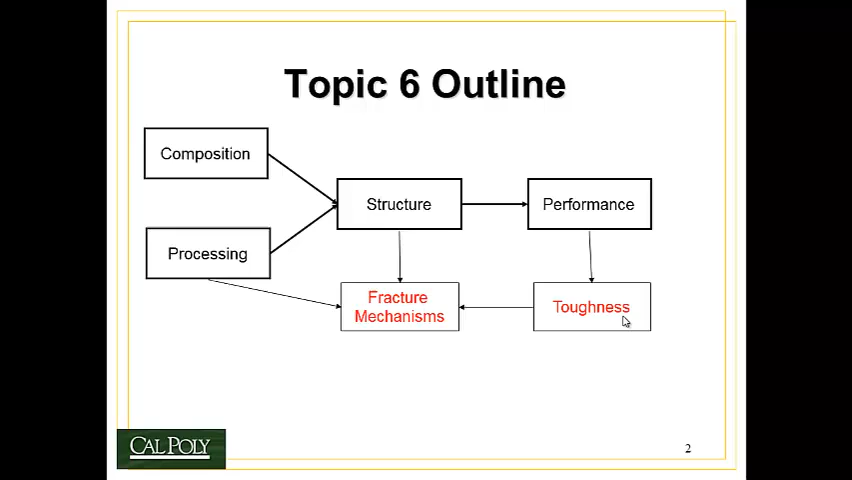 Topic 6 Outline
Composition
Structure
Performance
Processing
Fracture
Mechanisms
Toughness
CAL POLY
2